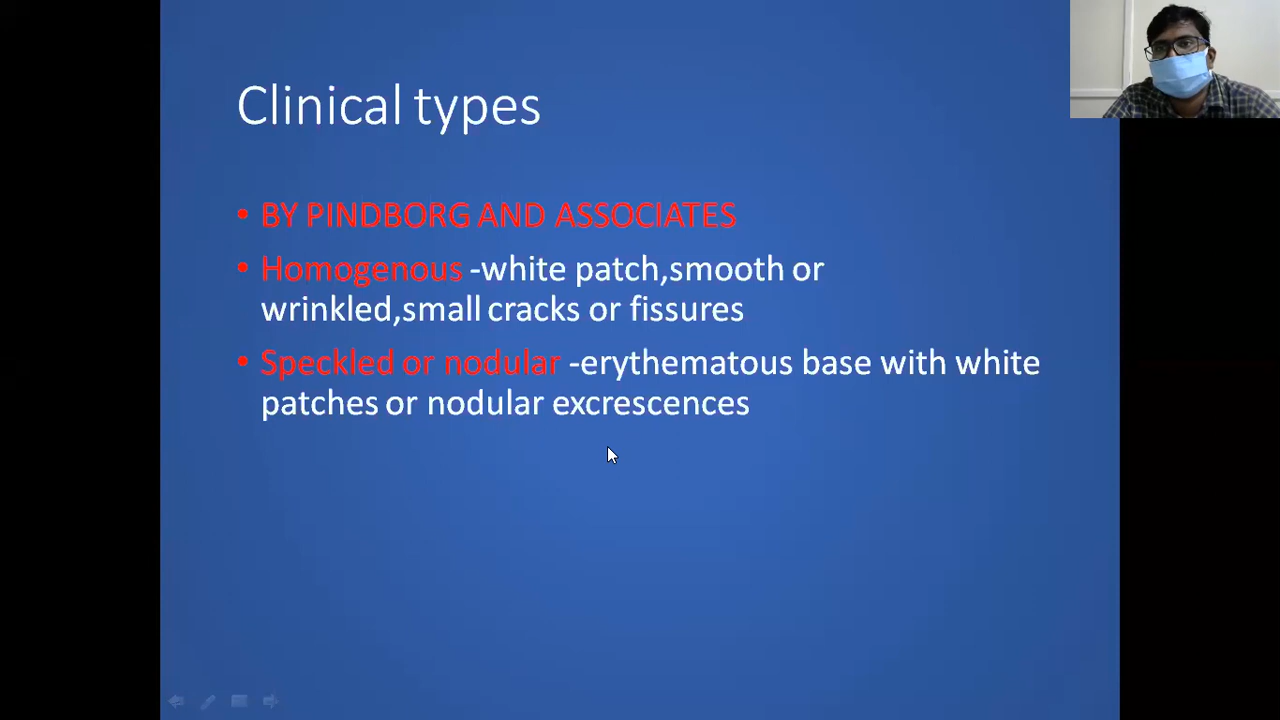 Clinical types
• BY PINDBORG AND ASSOCIATES
• Homogenous -white patch,smooth or
wrinkled,small cracks or fissures
• Speckled or nodular -erythematous base with white
patches or nodular excrescences